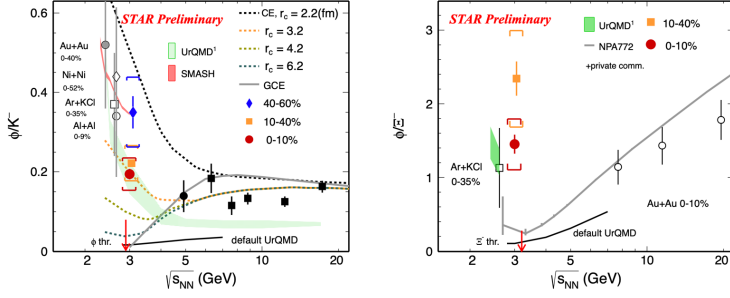 STAR Preliminary
CE, r_c = 2.2(fm)
r_c = 3.2
r_c = 4.2
r_c = 6.2
GCE
40-60%
10-40%
0-10%
UrQMD¹
SMASH
Au+Au
0-40%
Ni+Ni
0-52%
Ar+KCl
0-35%
Al+Al
0-9%
0.6
0.4
0.2
0
ϕ/K⁻
ϕ thr.
default UrQMD
2
3
4
5
10
20
√s_NN (GeV)
STAR Preliminary
UrQMD¹
NPA772
+private comm.
10-40%
0-10%
3
2
1
0
ϕ/Ξ⁻
Ar+KCl
0-35%
Au+Au 0-10%
Ξ⁻ thr.
default UrQMD
2
3
4
5
10
20
√s_NN (GeV)